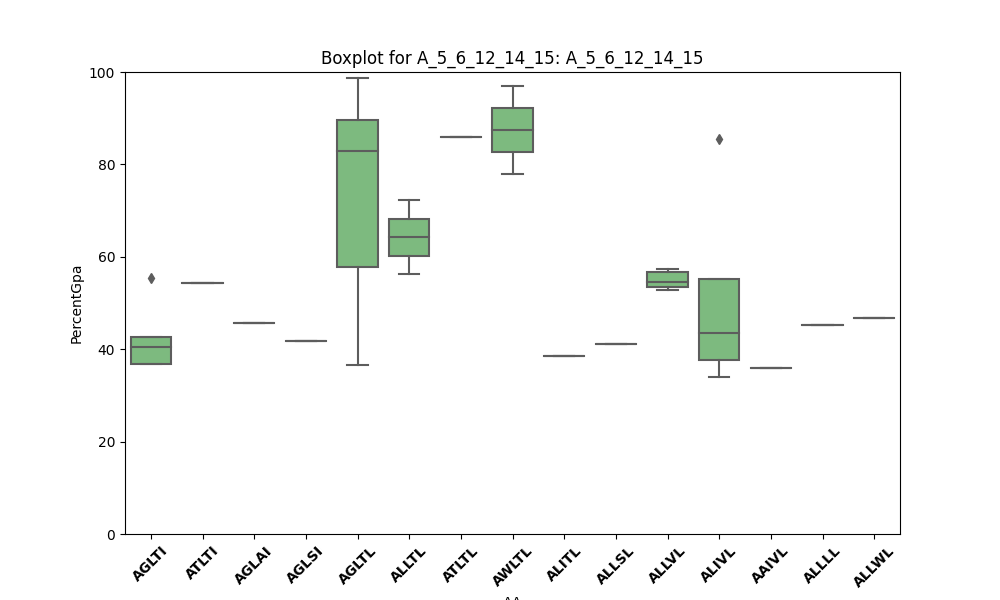 Boxplot for A_5_6_12_14_15: A_5_6_12_14_15
100
80
60
40
20
0
PercentGpa
AGLTI
ATLTI
AGLAI
AGLSI
AGLTL
ALLTL
ATLTL
AWLTL
ALITL
ALLSL
ALLVL
ALIVL
AAIVL
ALLLL
ALLWL